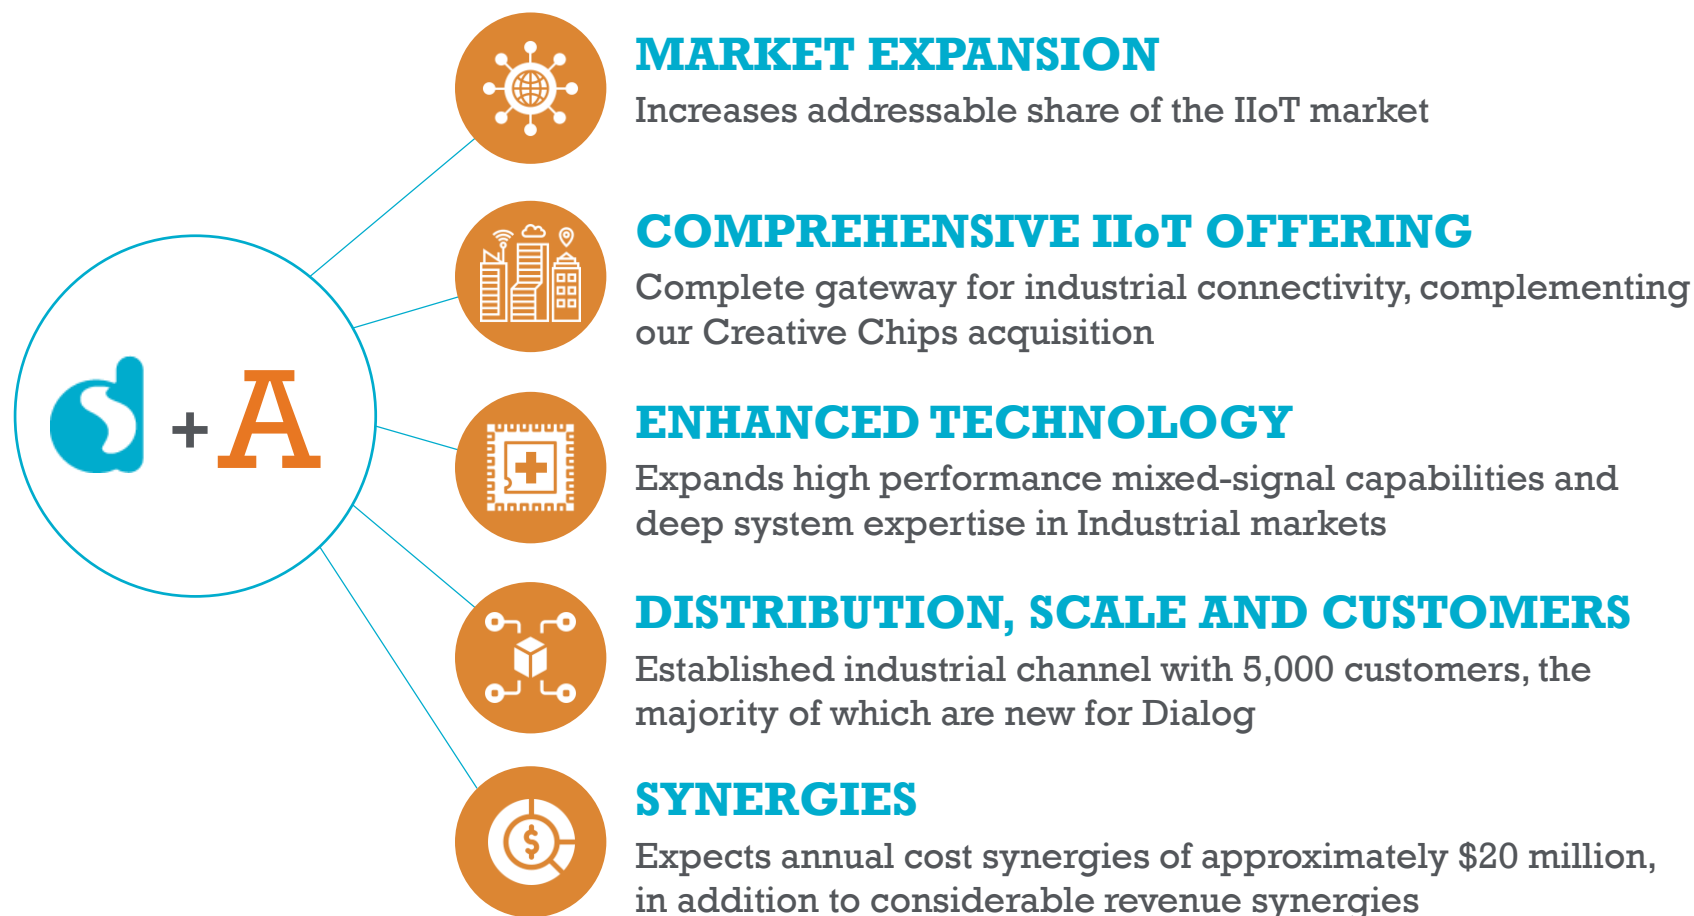 MARKET EXPANSION
Increases addressable share of the IIoT market
COMPREHENSIVE IIoT OFFERING
Complete gateway for industrial connectivity, complementing
our Creative Chips acquisition
+ A
ENHANCED TECHNOLOGY
Expands high performance mixed-signal capabilities and
deep system expertise in Industrial markets
DISTRIBUTION, SCALE AND CUSTOMERS
Established industrial channel with 5,000 customers, the
majority of which are new for Dialog
SYNERGIES
$
Expects annual cost synergies of approximately $20 million,
in addition to considerable revenue synergies